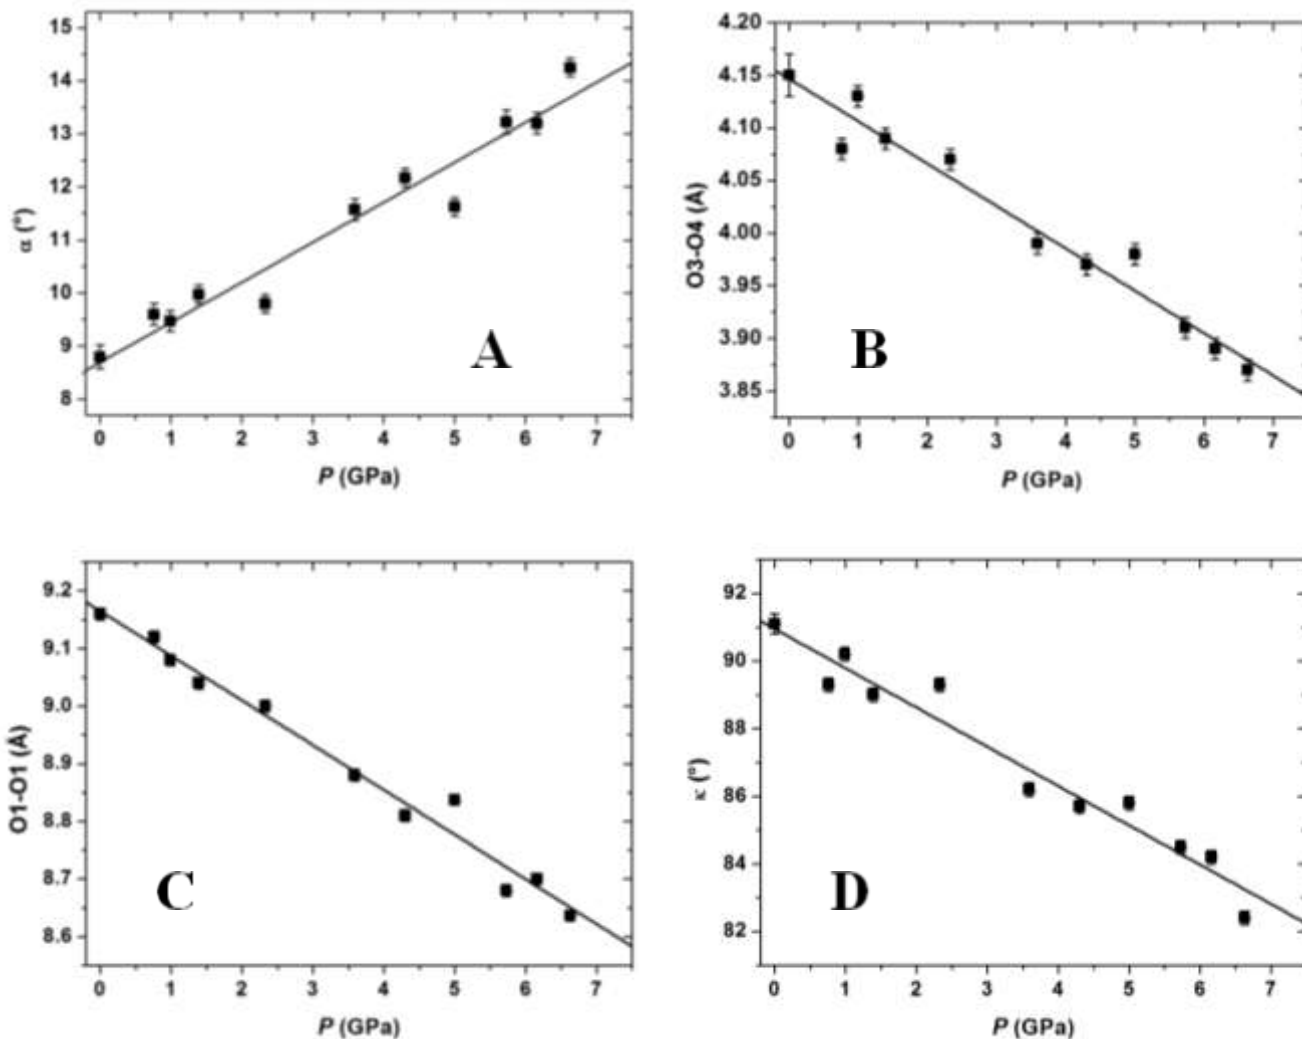 15
14
13
12
11
10
9
8
α (°)
A
0 1 2 3 4 5 6 7
P (GPa)
4.20
4.15
4.10
4.05
4.00
3.95
3.90
3.85
O3-O4 (Å)
B
0 1 2 3 4 5 6 7
P (GPa)
9.2
9.1
9.0
8.9
8.8
8.7
8.6
O1-O1 (Å)
C
0 1 2 3 4 5 6 7
P (GPa)
92
90
88
86
84
82
κ (°)
D
0 1 2 3 4 5 6 7
P (GPa)